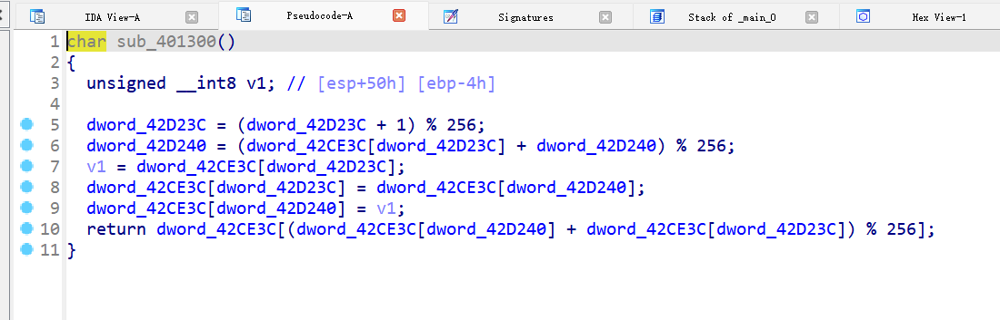 IDA View-A Pseudocode-A Signatures Stack of _main_0 Hex View-1
1 char sub_401300()
2 {
3 unsigned __int8 v1; // [esp+50h] [ebp-4h]
4
5 dword_42D23C = (dword_42D23C + 1) % 256;
6 dword_42D240 = (dword_42CE3C[dword_42D23C] + dword_42D240) % 256;
7 v1 = dword_42CE3C[dword_42D23C];
8 dword_42CE3C[dword_42D23C] = dword_42CE3C[dword_42D240];
9 dword_42CE3C[dword_42D240] = v1;
10 return dword_42CE3C[(dword_42CE3C[dword_42D240] + dword_42CE3C[dword_42D23C]) % 256];
11 }